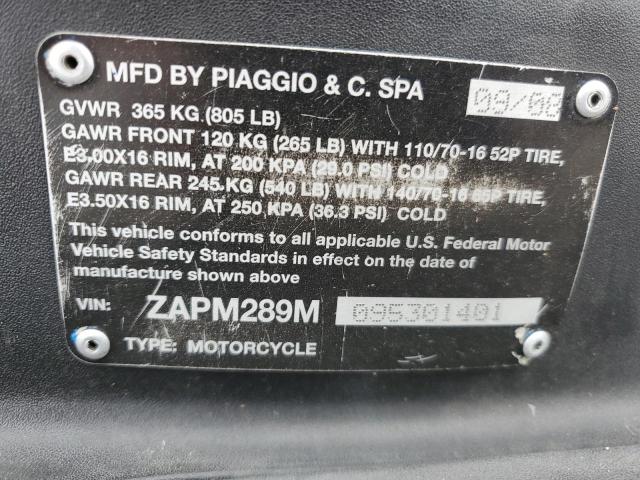 MFD BY PIAGGIO & C. SPA 09/08
GVWR 365 KG (805 LB)
GAWR FRONT 120 KG (265 LB) WITH 110/70-16 52P TIRE,
E3.00X16 RIM, AT 200 KPA (29.0 PSI) COLD
GAWR REAR 245 KG (540 LB) WITH 140/70-16 65P TIRE,
E3.50X16 RIM, AT 250 KPA (36.3 PSI) COLD
This vehicle conforms to all applicable U.S. Federal Motor
Vehicle Safety Standards in effect on the date of
manufacture shown above
VIN: ZAPM289M 095301401
TYPE: MOTORCYCLE